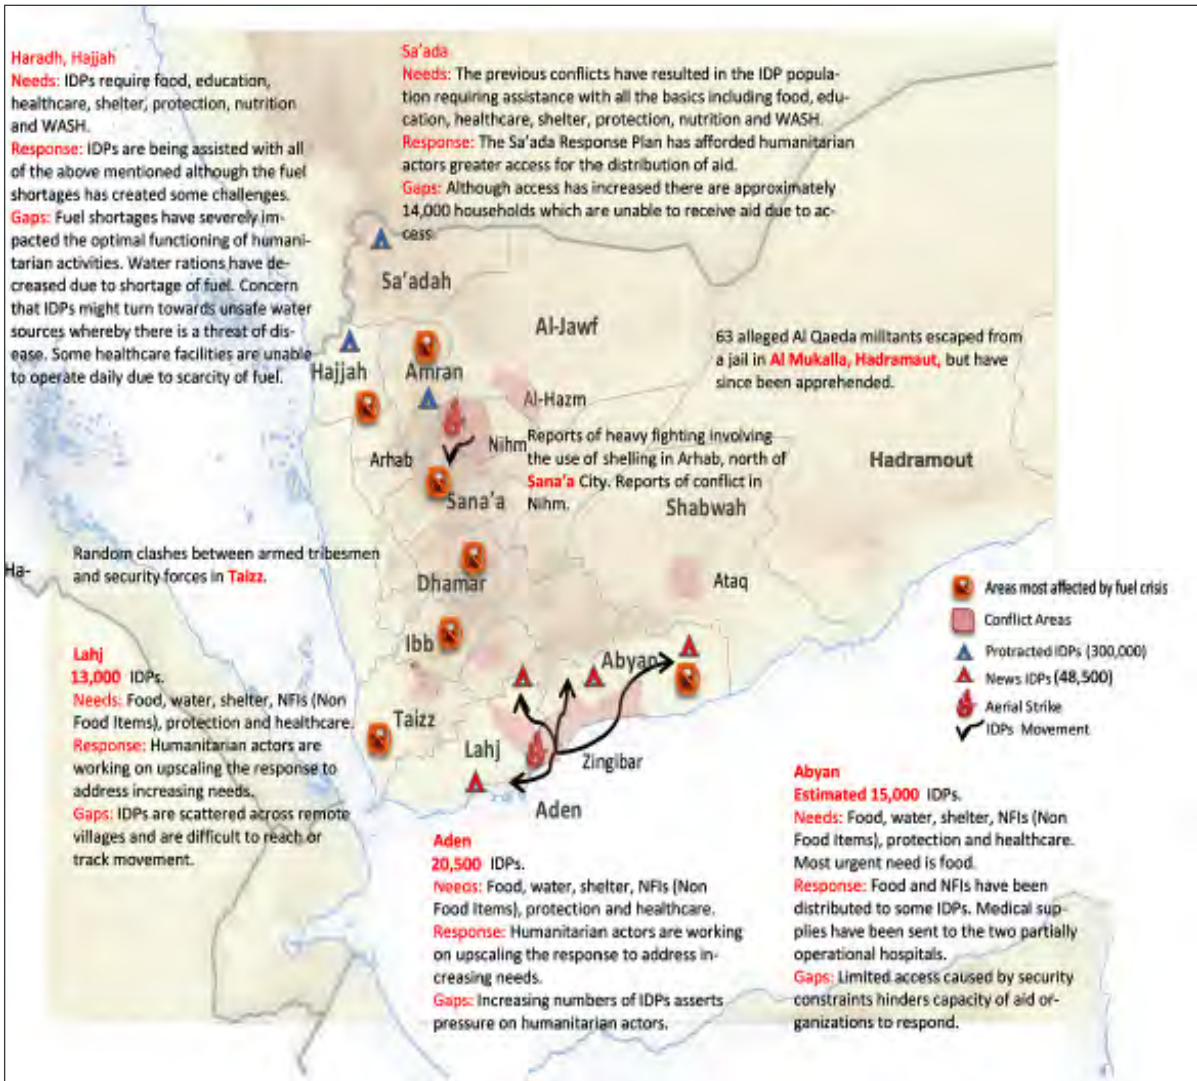 Haradh, Hajjah
Needs: IDPs require food, education,
healthcare, shelter, protection, nutrition
and WASH.
Response: IDPs are being assisted with all
of the above mentioned although the fuel
shortages has created some challenges.
Gaps: Fuel shortages have severely im-
pacted the optimal functioning of humani-
tarian activities. Water rations have de-
creased due to shortage of fuel. Concern
that IDPs might turn towards unsafe water
sources whereby there is a threat of dis-
ease. Some healthcare facilities are unable
to operate daily due to scarcity of fuel.
Sa'ada
Needs: The previous conflicts have resulted in the IDP popula-
tion requiring assistance with all the basics including food, edu-
cation, healthcare, shelter, protection, nutrition and WASH.
Response: The Sa'ada Response Plan has afforded humanitarian
actors greater access for the distribution of aid.
Gaps: Although access has increased there are approximately
14,000 households which are unable to receive aid due to ac-
cess.
Sa'adah
Al-Jawf
63 alleged Al Qaeda militants escaped from
a jail in Al Mukalla, Hadramaut, but have
since been apprehended.
Hajjah
Amran
Al-Hazm
Nihm
Arhab
Reports of heavy fighting involving
the use of shelling in Arhab, north of
Sana'a City. Reports of conflict in
Nihm.
Hadramout
Sana'a
Shabwah
Random clashes between armed tribesmen
and security forces in Taizz.
Ha-
Dhamar
Ataq
Ibb
Abyan
Taizz
Lahj
Zingibar
Aden
Areas most affected by fuel crisis
Conflict Areas
Protracted IDPs (300,000)
News IDPs (48,500)
Aerial Strike
IDPs Movement
Lahj
13,000 IDPs.
Needs: Food, water, shelter, NFIs (Non
Food Items), protection and healthcare.
Response: Humanitarian actors are
working on upscaling the response to
address increasing needs.
Gaps: IDPs are scattered across remote
villages and are difficult to reach or
track movement.
Aden
20,500 IDPs.
Needs: Food, water, shelter, NFIs (Non
Food Items), protection and healthcare.
Response: Humanitarian actors are working
on upscaling the response to address in-
creasing needs.
Gaps: Increasing numbers of IDPs asserts
pressure on humanitarian actors.
Abyan
Estimated 15,000 IDPs.
Needs: Food, water, shelter, NFIs (Non
Food Items), protection and healthcare.
Most urgent need is food.
Response: Food and NFIs have been
distributed to some IDPs. Medical sup-
plies have been sent to the two partially
operational hospitals.
Gaps: Limited access caused by security
constraints hinders capacity of aid or-
ganizations to respond.